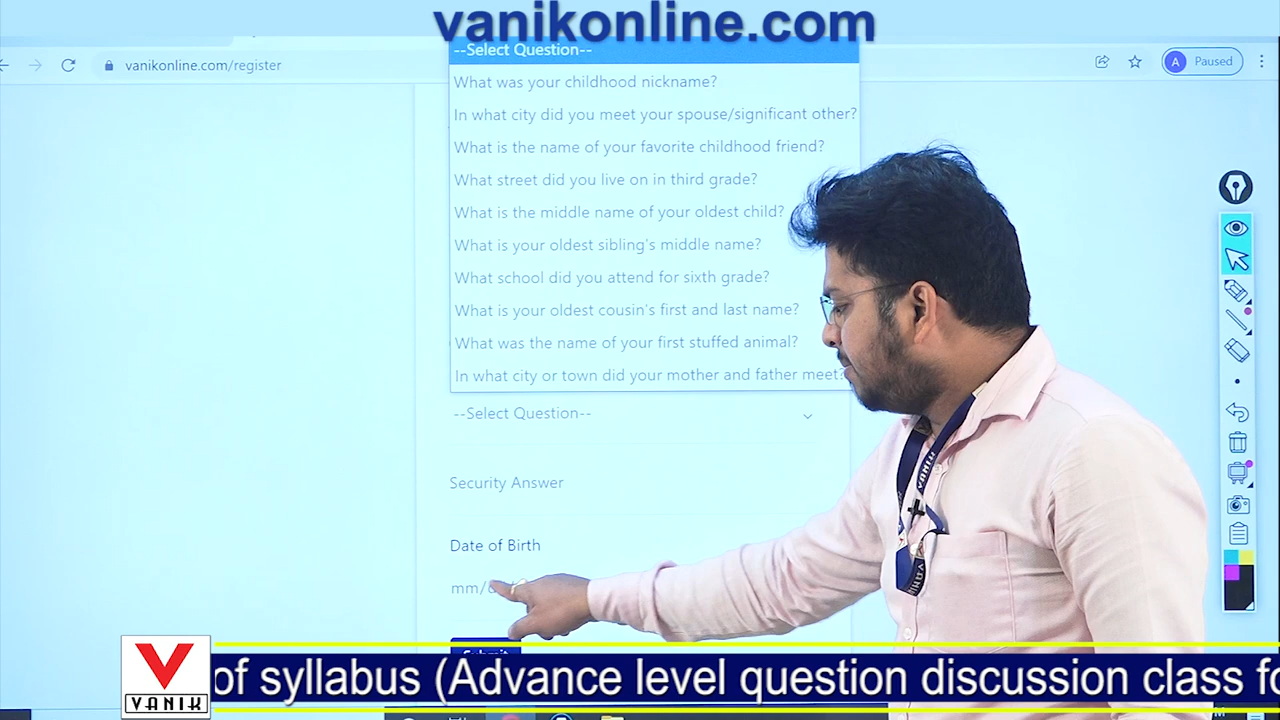 vanikonline.com
vanikonline.com/register
A Paused
--Select Question--
What was your childhood nickname?
In what city did you meet your spouse/significant other?
What is the name of your favorite childhood friend?
What street did you live on in third grade?
What is the middle name of your oldest child?
What is your oldest sibling's middle name?
What school did you attend for sixth grade?
What is your oldest cousin's first and last name?
What was the name of your first stuffed animal?
In what city or town did your mother and father meet?
--Select Question--
Security Answer
Date of Birth
mm/
Submit
VANIK
VANIK
of syllabus (Advance level question discussion class fo